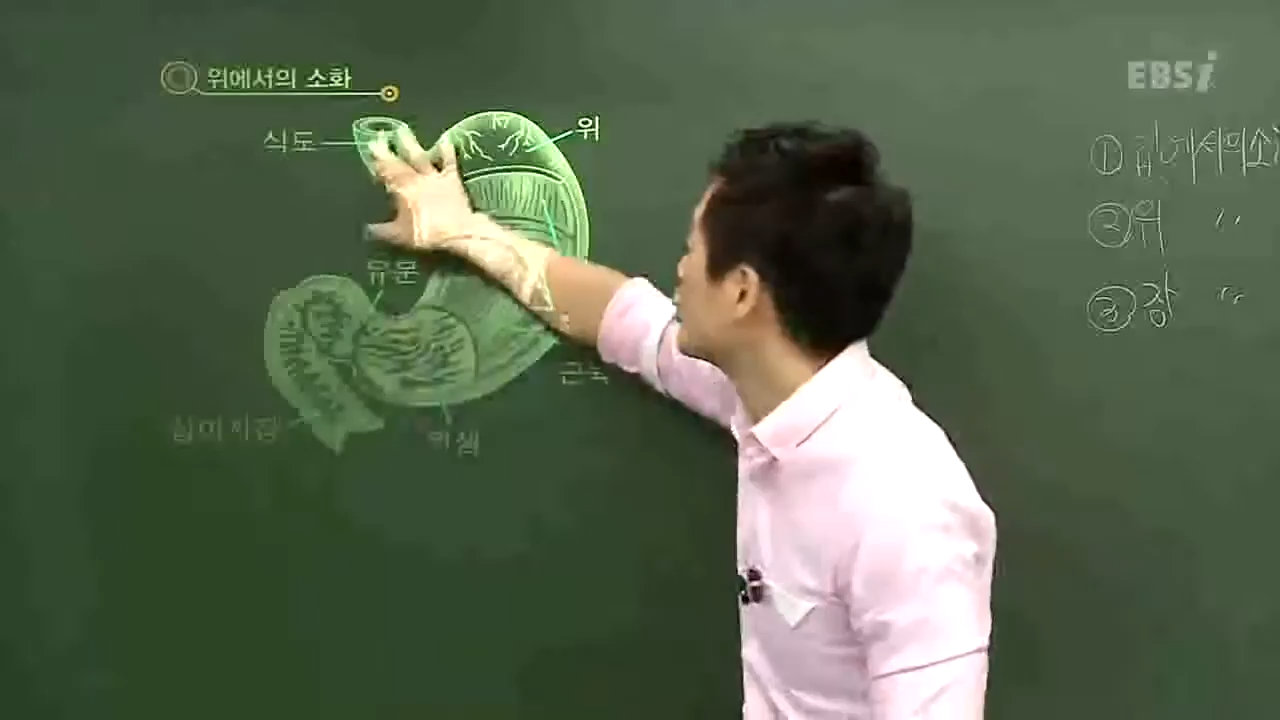 위에서의 소화
EBSi
식도
위
유문
근육
십이지장
위샘
① 입에서의 소
② 위 〃
③ 장 〃